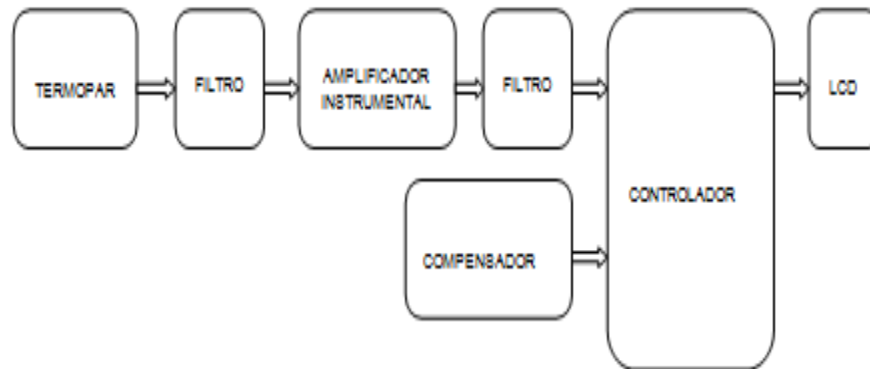 TERMOPAR
FILTRO
AMPLIFICADOR
INSTRUMENTAL
FILTRO
CONTROLADOR
LCD
COMPENSADOR